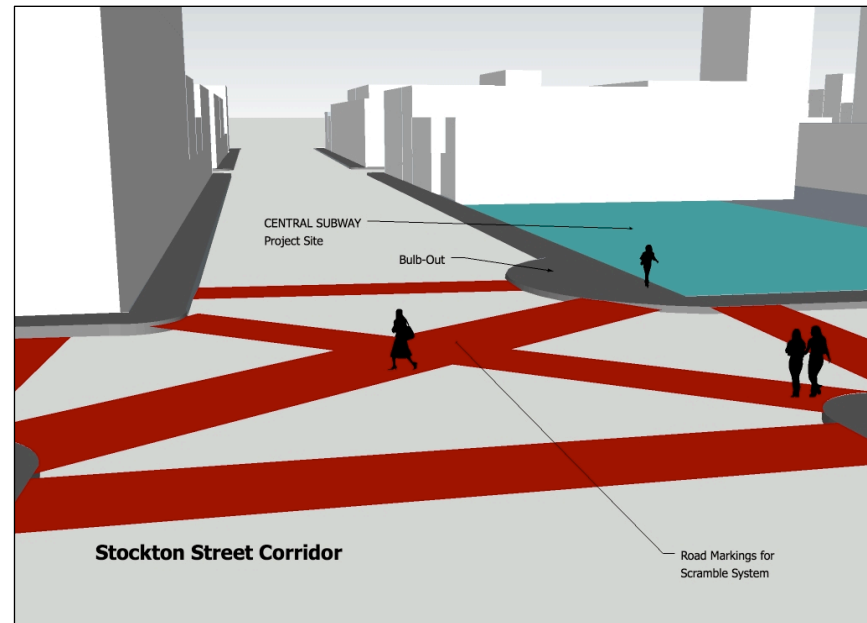 CENTRAL SUBWAY
Project Site
Bulb-Out
Stockton Street Corridor
Road Markings for
Scramble System